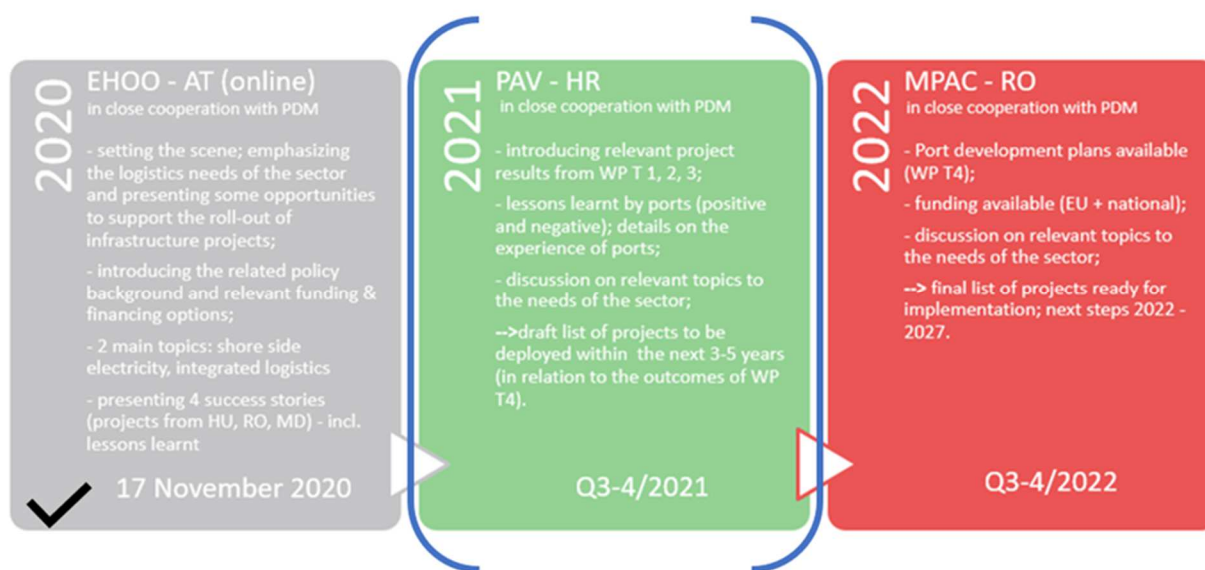 2020
EHOO - AT (online)
in close cooperation with PDM
- setting the scene; emphasizing
the logistics needs of the sector
and presenting some opportunities
to support the roll-out of
infrastructure projects;
- introducing the related policy
background and relevant funding &
financing options;
- 2 main topics: shore side
electricity, integrated logistics
- presenting 4 success stories
(projects from HU, RO, MD) - incl.
lessons learnt
17 November 2020
2021
PAV - HR
in close cooperation with PDM
- introducing relevant project
results from WP T 1, 2, 3;
- lessons learnt by ports (positive
and negative); details on the
experience of ports;
- discussion on relevant topics to
the needs of the sector;
-->draft list of projects to be
deployed within the next 3-5 years
(in relation to the outcomes of WP
T4).
Q3-4/2021
2022
MPAC - RO
in close cooperation with PDM
- Port development plans available
(WP T4);
- funding available (EU + national);
- discussion on relevant topics to
the needs of the sector;
--> final list of projects ready for
implementation; next steps 2022 -
2027.
Q3-4/2022